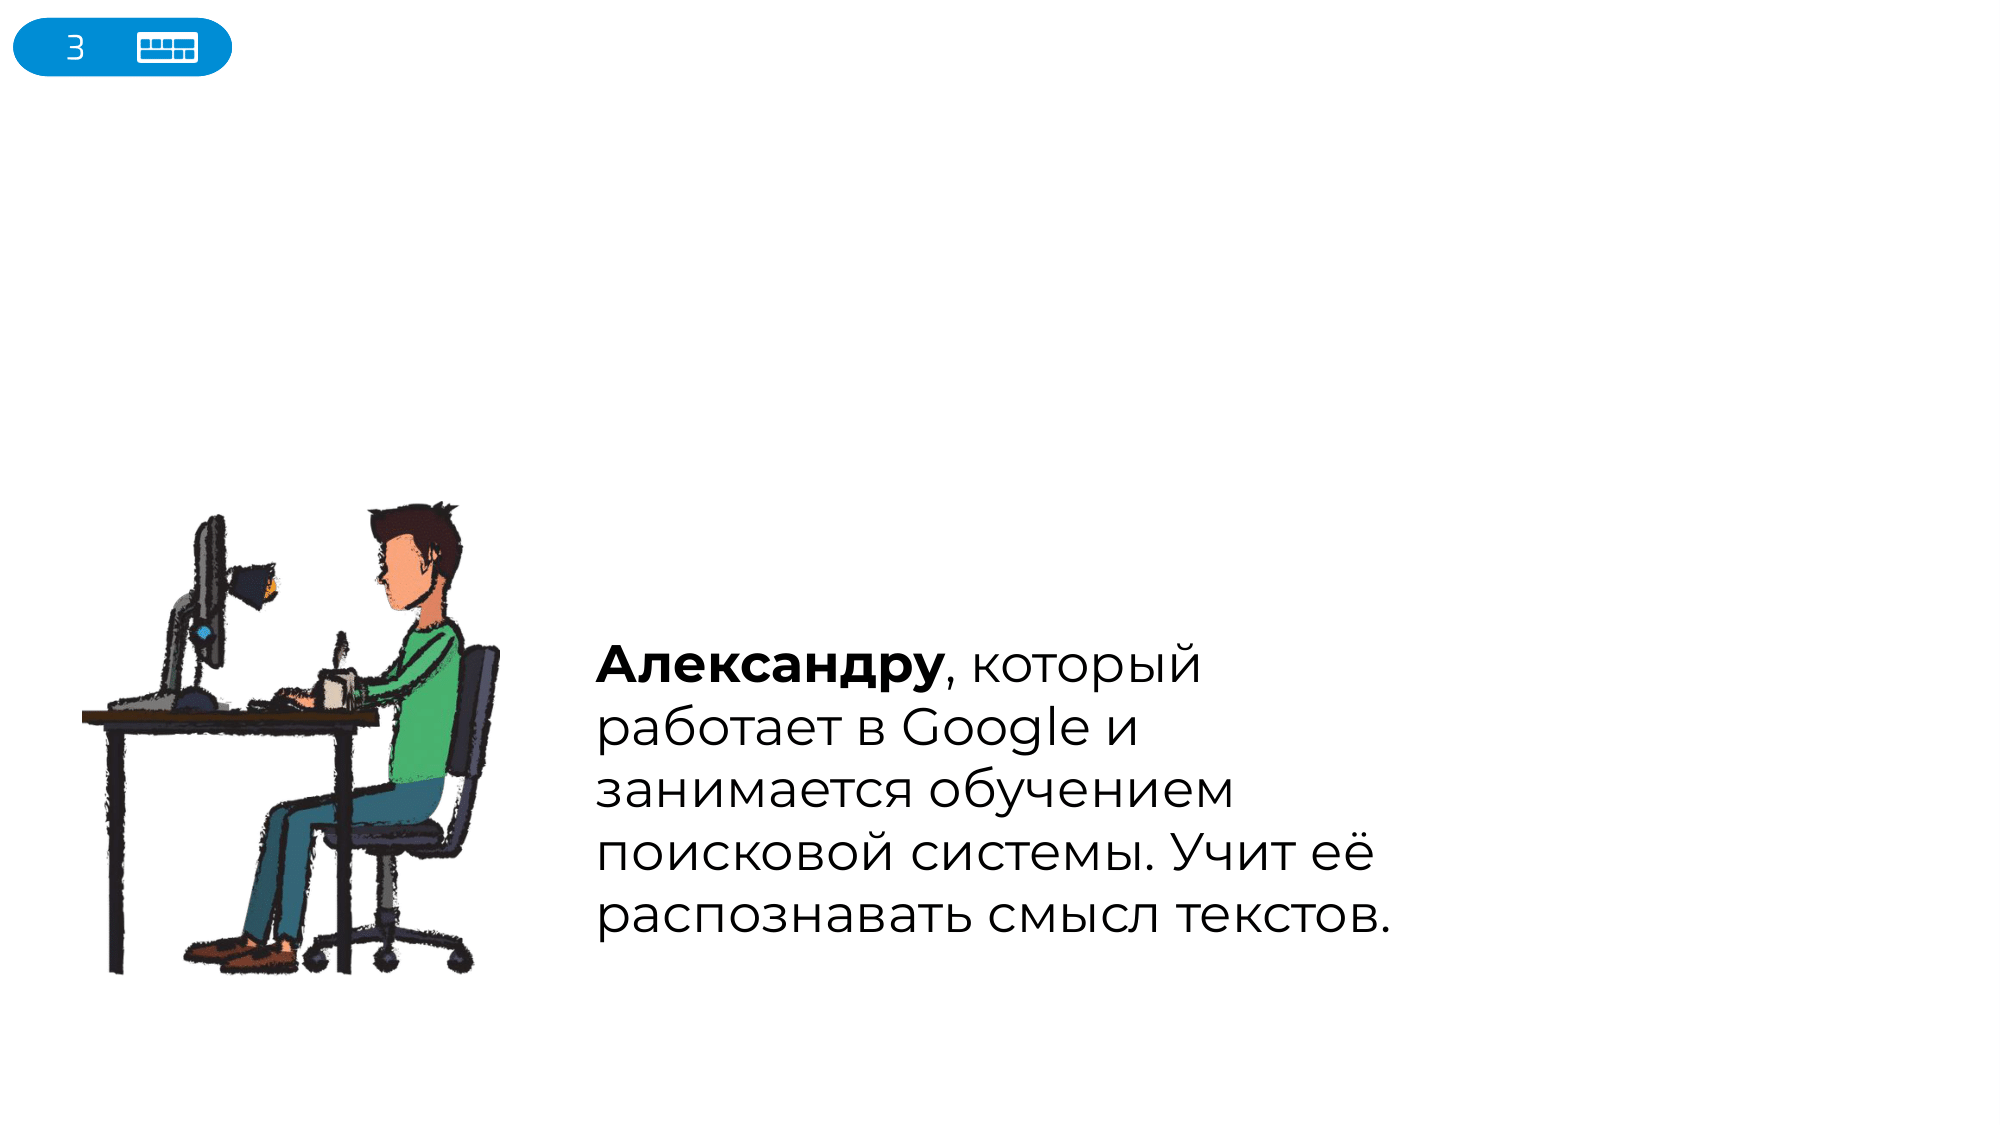 3
Александру, который
работает в Google и
занимается обучением
поисковой системы. Учит её
распознавать смысл текстов.